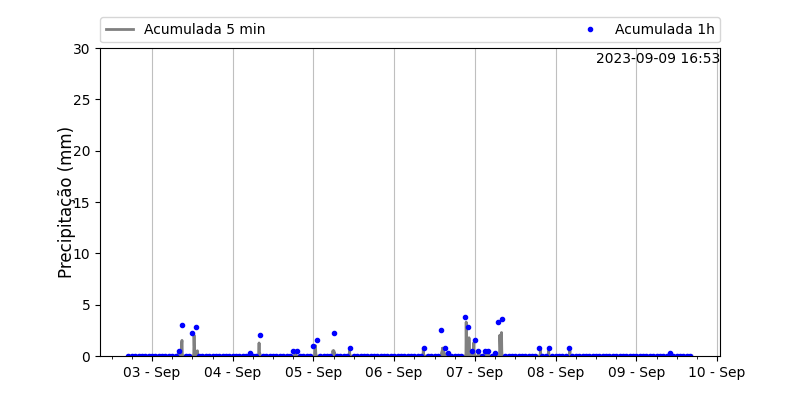 Acumulada 5 min
Acumulada 1h
2023-09-09 16:53
Precipitação (mm)
30
25
20
15
10
5
0
03 - Sep
04 - Sep
05 - Sep
06 - Sep
07 - Sep
08 - Sep
09 - Sep
10 - Sep